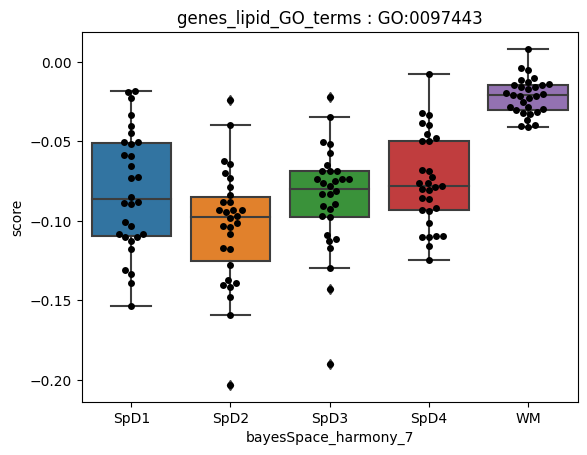 genes_lipid_GO_terms : GO:0097443
0.00
−0.05
−0.10
−0.15
−0.20
score
SpD1 SpD2 SpD3 SpD4 WM
bayesSpace_harmony_7